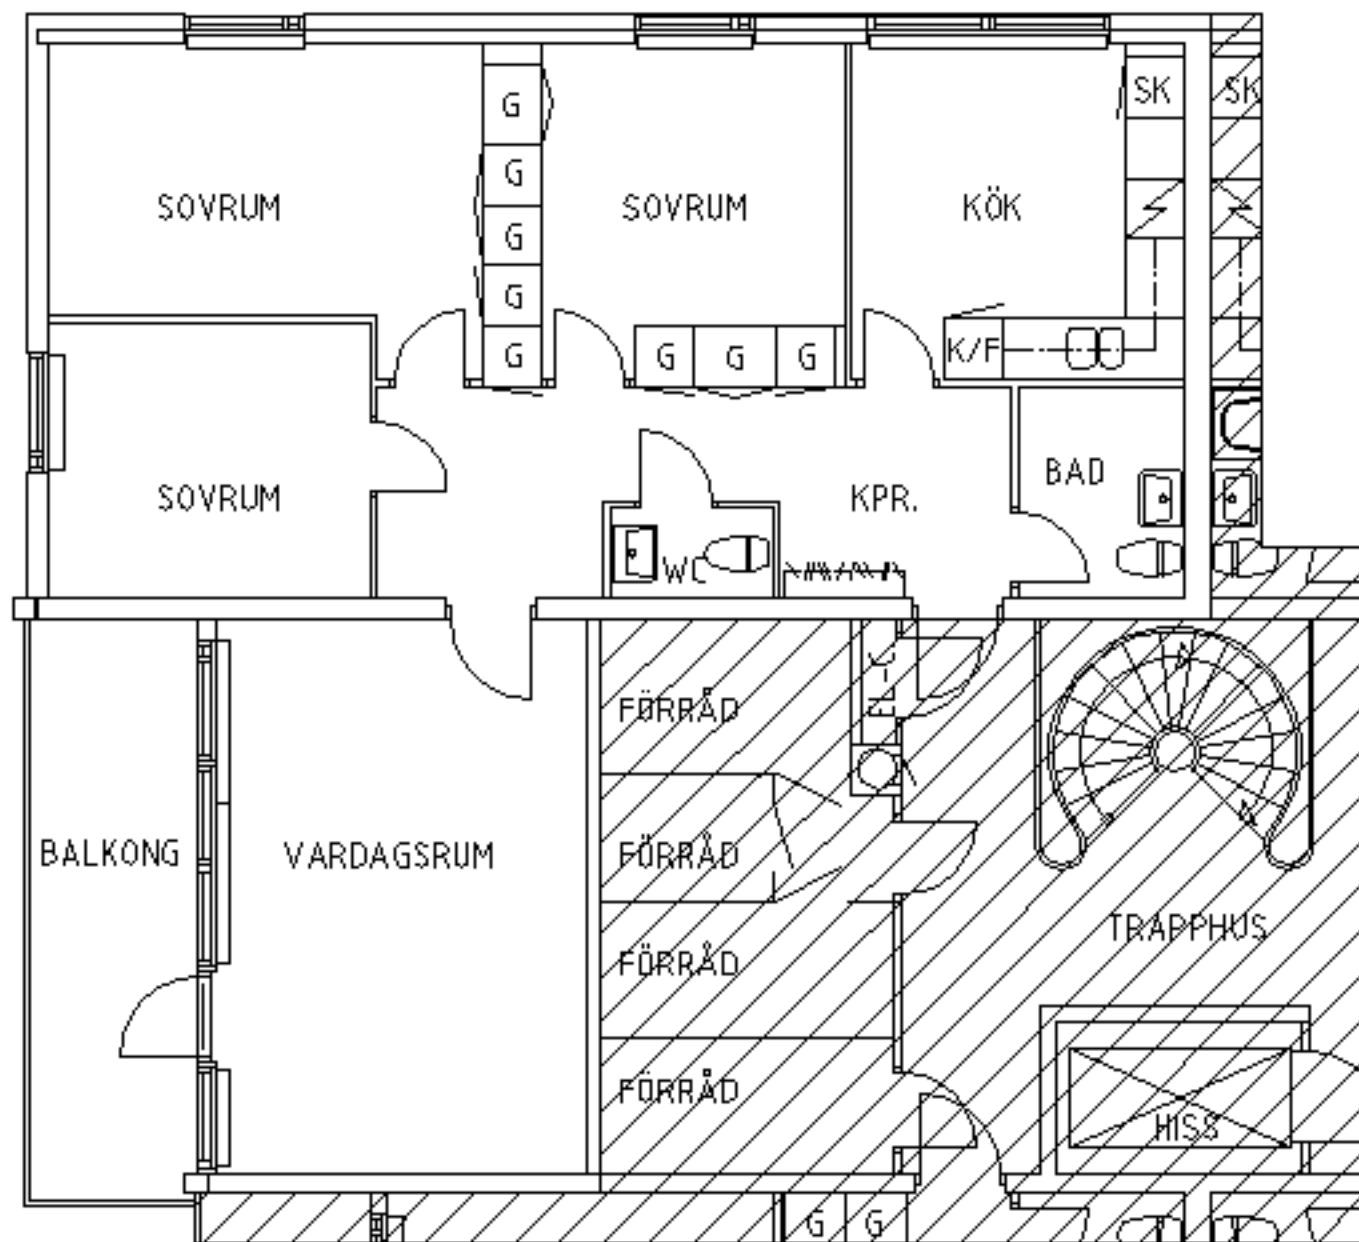 G
SK
SK
G
SOVRUM
SOVRUM
KÖK
G
G
G
G
G
G
K/F
BAD
SOVRUM
KPR.
WC
FÖRRÅD
BALKONG
VARDAGSRUM
FÖRRÅD
TRAPPHUS
FÖRRÅD
FÖRRÅD
HISS
G
G